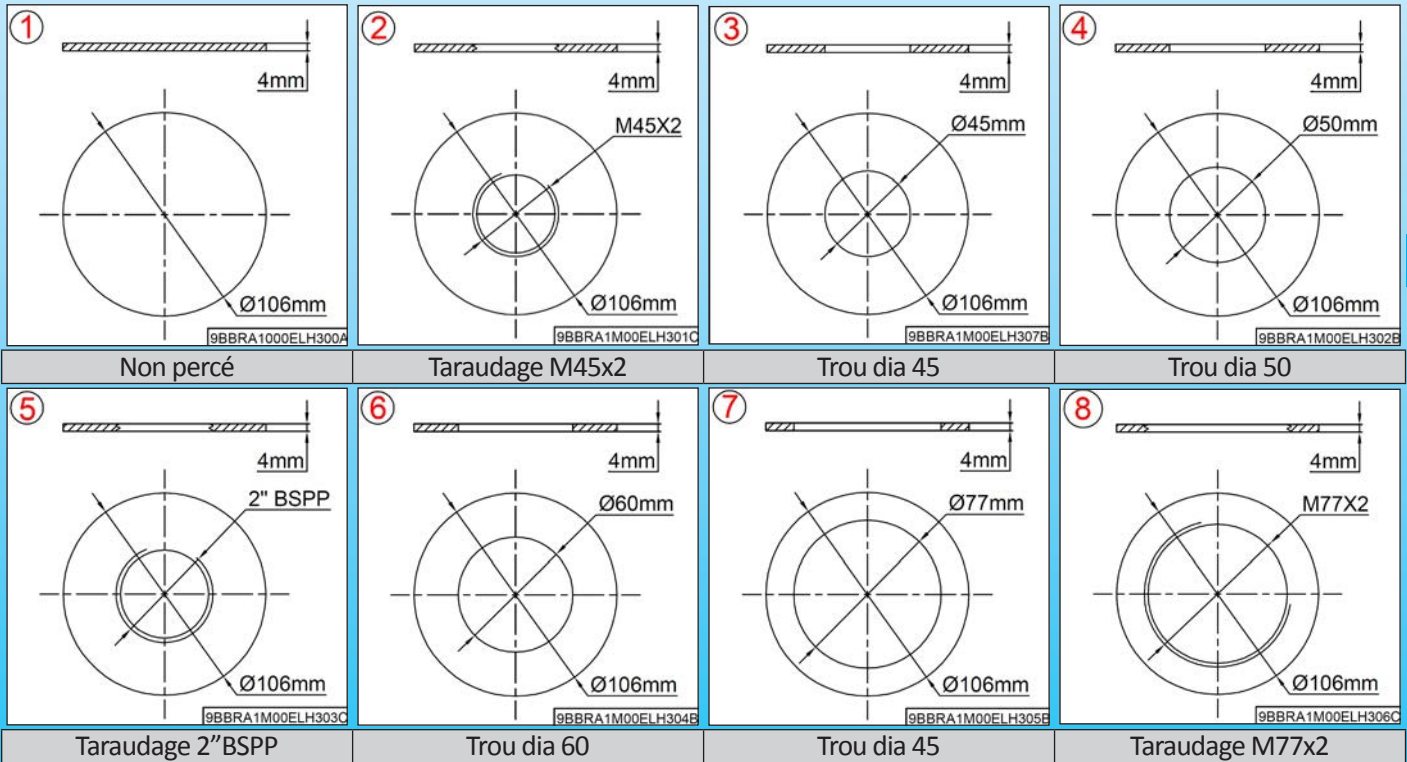 1
4mm
Ø106mm
9BBRA1000ELH300A
Non percé
2
4mm
M45X2
Ø106mm
9BBRA1M00ELH301C
Taraudage M45x2
3
4mm
Ø45mm
Ø106mm
9BBRA1M00ELH307B
Trou dia 45
4
4mm
Ø50mm
Ø106mm
9BBRA1M00ELH302B
Trou dia 50
5
4mm
2" BSPP
Ø106mm
9BBRA1M00ELH303C
Taraudage 2”BSPP
6
4mm
Ø60mm
Ø106mm
9BBRA1M00ELH304B
Trou dia 60
7
4mm
Ø77mm
Ø106mm
9BBRA1M00ELH305B
Trou dia 45
8
4mm
M77X2
Ø106mm
9BBRA1M00ELH306C
Taraudage M77x2